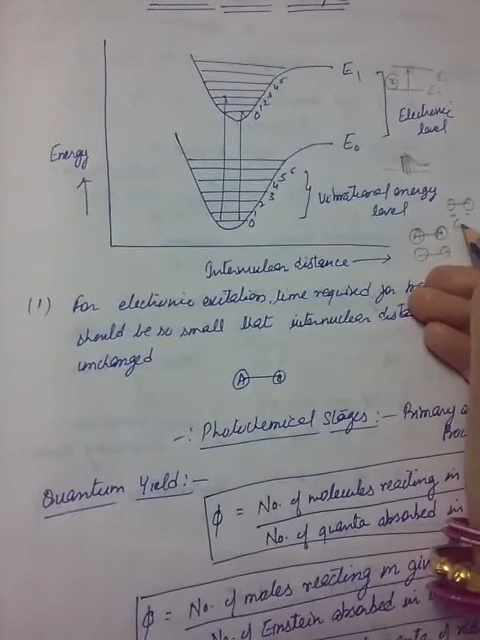 E1
Electronic
level
Energy
E0
0 1 2 3 4 5
Vibrational energy
level
0 1 2 3 4 5 6
A B
Internuclear distance
(1) For electronic excitation, time required for
should be so small that internuclear
unchanged
A B
-: Photochemical Stages :- Primary
Quantum Yield :-
ϕ = No. of molecules reacting in
No. of quanta absorbed in
ϕ = No. of moles reacting in
No. of Einstein absorbed in